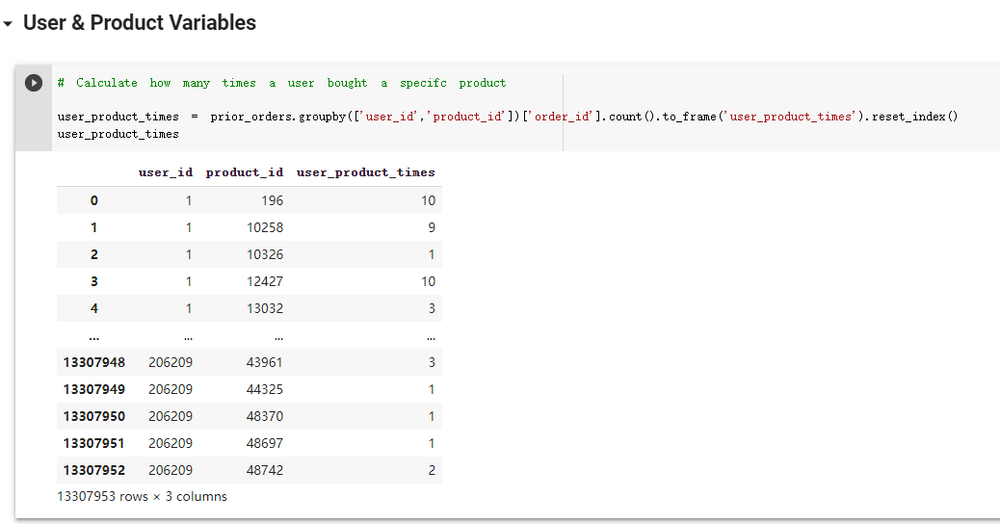 User & Product Variables
# Calculate how many times a user bought a specifc product
user_product_times = prior_orders.groupby(['user_id','product_id'])['order_id'].count().to_frame('user_product_times').reset_index()
user_product_times
user_id product_id user_product_times
0 1 196 10
1 1 10258 9
2 1 10326 1
3 1 12427 10
4 1 13032 3
... ... ... ...
13307948 206209 43961 3
13307949 206209 44325 1
13307950 206209 48370 1
13307951 206209 48697 1
13307952 206209 48742 2
13307953 rows × 3 columns